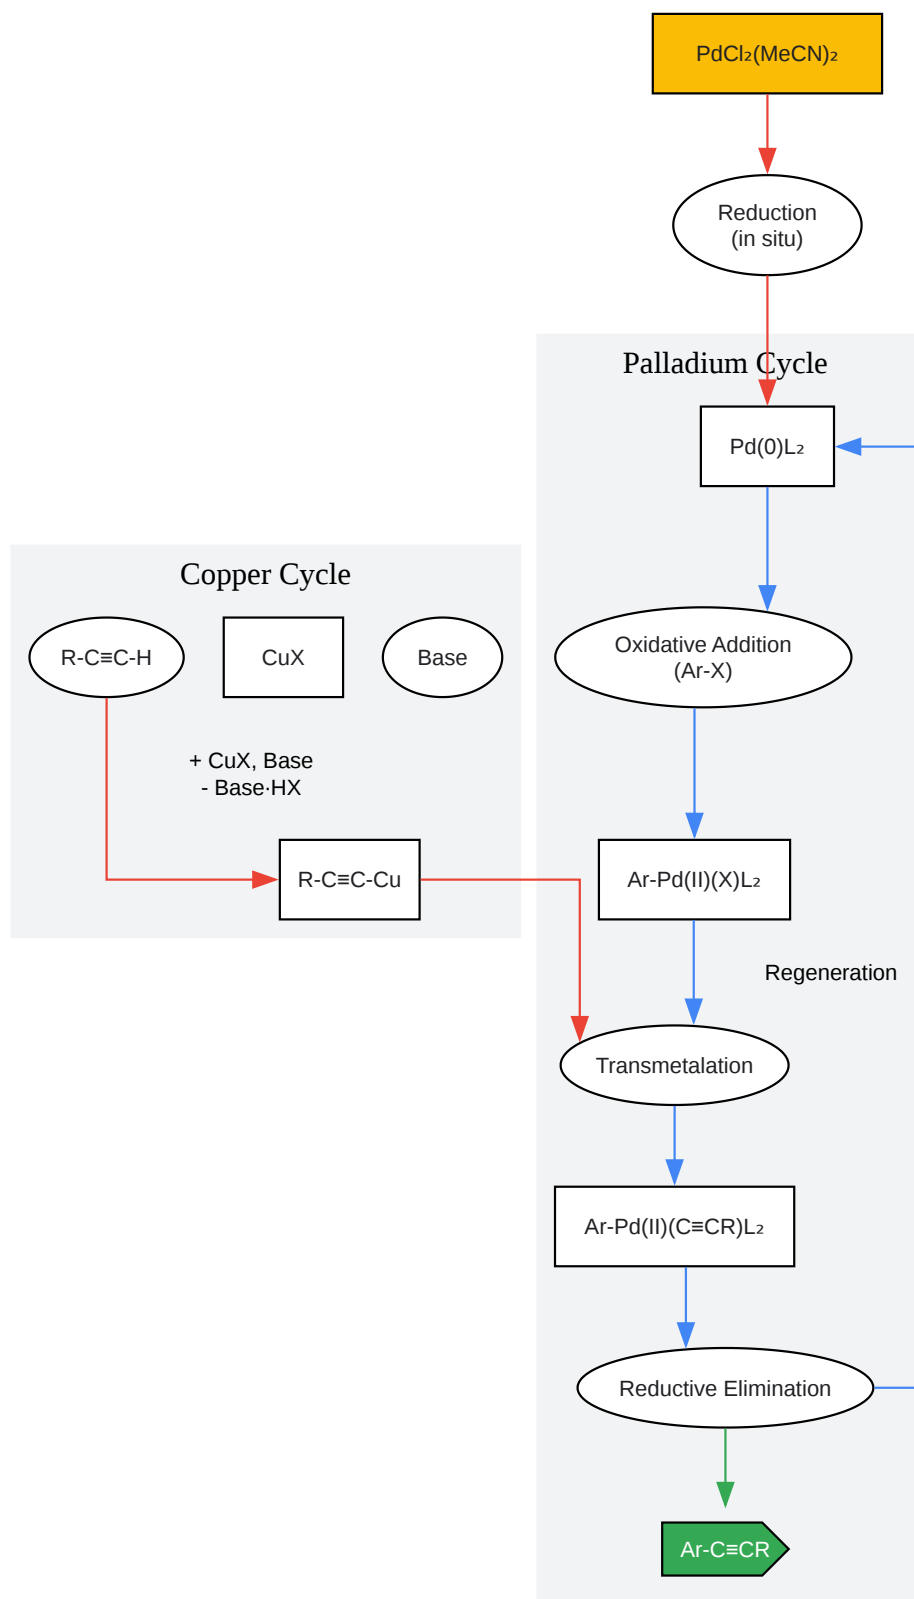 PdCl₂(MeCN)₂
Reduction
(in situ)
Palladium Cycle
Pd(0)L₂
Copper Cycle
R-C≡C-H
CuX
Base
Oxidative Addition
(Ar-X)
+ CuX, Base
- Base·HX
R-C≡C-Cu
Ar-Pd(II)(X)L₂
Regeneration
Transmetalation
Ar-Pd(II)(C≡CR)L₂
Reductive Elimination
Ar-C≡CR